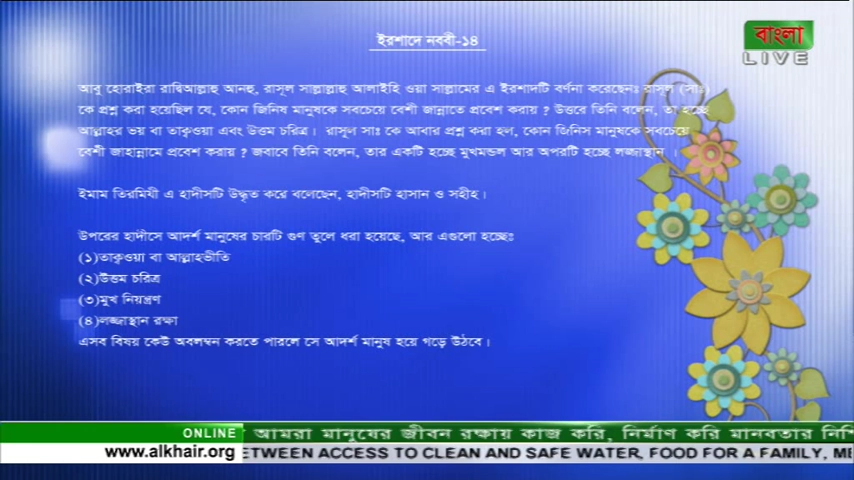 ইরশাদে নববী-১৪
বাংলা
LIVE
আবু হোরাইরা রাদ্বিআল্লাহু আনহু, রাসূল সাল্লাল্লাহু আলাইহি ওয়া সাল্লামের এ ইরশাদটি বর্ণনা করেছেনঃ রাসূল (সাঃ)
কে প্রশ্ন করা হয়েছিল যে, কোন জিনিষ মানুষকে সবচেয়ে বেশী জান্নাতে প্রবেশ করায় ? উত্তরে তিনি বলেন, তা হচ্ছে
আল্লাহর ভয় বা তাক্বওয়া এবং উত্তম চরিত্র। রাসূল সাঃ কে আবার প্রশ্ন করা হল, কোন জিনিস মানুষকে সবচেয়ে
বেশী জাহান্নামে প্রবেশ করায় ? জবাবে তিনি বলেন, তার একটি হচ্ছে মুখমন্ডল আর অপরটি হচ্ছে লজ্জাস্থান ।
ইমাম তিরমিযী এ হাদীসটি উদ্ধৃত করে বলেছেন, হাদীসটি হাসান ও সহীহ।
উপরের হাদীসে আদর্শ মানুষের চারটি গুণ তুলে ধরা হয়েছে, আর এগুলো হচ্ছেঃ
(১)তাক্বওয়া বা আল্লাহভীতি
(২)উত্তম চরিত্র
(৩)মুখ নিয়ন্ত্রণ
(৪)লজ্জাস্থান রক্ষা
এসব বিষয় কেউ অবলম্বন করতে পারলে সে আদর্শ মানুষ হয়ে গড়ে উঠবে।
ONLINE আমরা মানুষের জীবন রক্ষায় কাজ করি, নির্মাণ করি মানবতার নিশি
www.alkhair.org ETWEEN ACCESS TO CLEAN AND SAFE WATER, FOOD FOR A FAMILY, ME